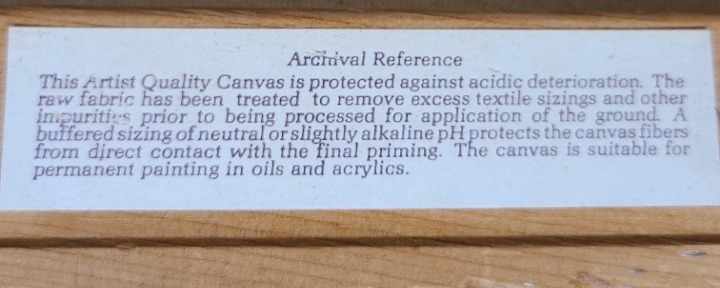 Archival Reference
This Artist Quality Canvas is protected against acidic deterioration. The
raw fabric has been treated to remove excess textile sizings and other
impurities prior to being processed for application of the ground. A
buffered sizing of neutral or slightly alkaline pH protects the canvas fibers
from direct contact with the final priming. The canvas is suitable for
permanent painting in oils and acrylics.